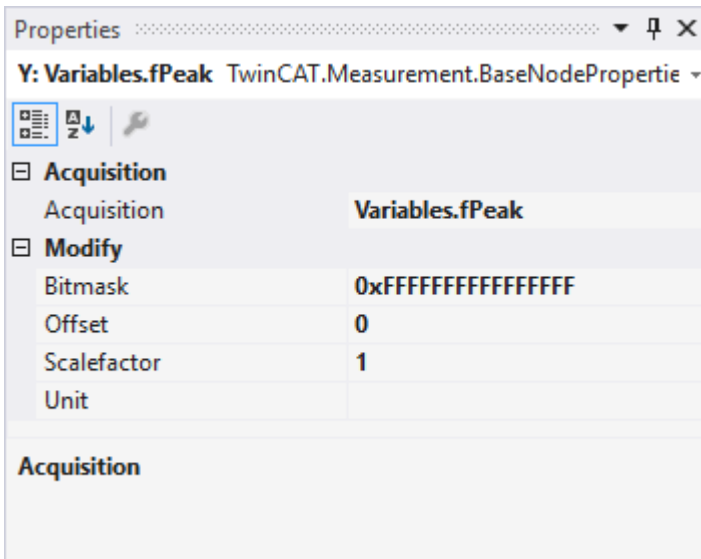 Properties
Y: Variables.fPeak TwinCAT.Measurement.BaseNodePropertie
Acquisition
Acquisition Variables.fPeak
Modify
Bitmask 0xFFFFFFFFFFFFFFFF
Offset 0
Scalefactor 1
Unit
Acquisition